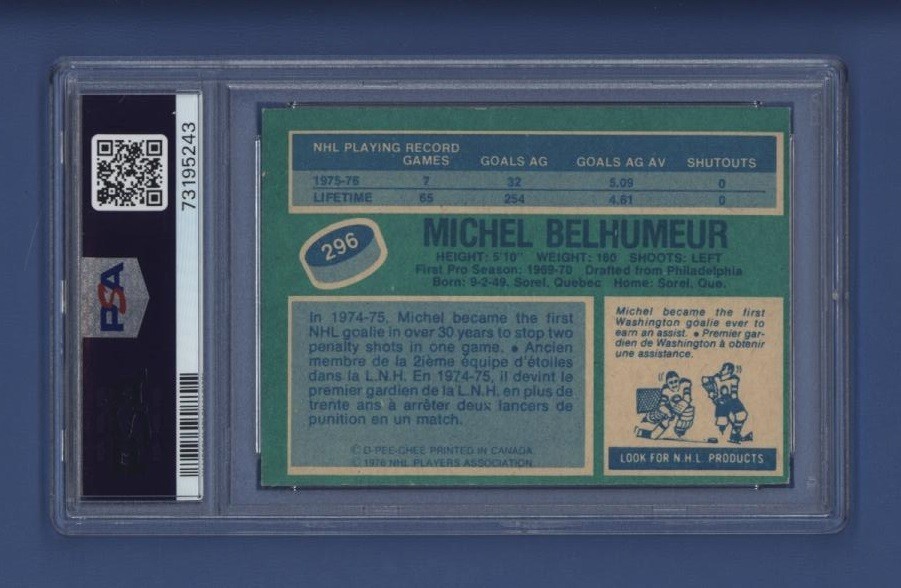 73195243
PSA
NHL PLAYING RECORD
GAMES GOALS AG GOALS AG AV SHUTOUTS
1975-76 7 32 5.09 0
LIFETIME 65 254 4.61 0
296
MICHEL BELHUMEUR
HEIGHT: 5'10" WEIGHT: 160 SHOOTS: LEFT
First Pro Season: 1969-70 Drafted from Philadelphia
Born: 9-2-49, Sorel, Quebec Home: Sorel, Que.
In 1974-75, Michel became the first
NHL goalie in over 30 years to stop two
penalty shots in one game. • Ancien
membre de la 2ième équipe d'étoiles
dans la L.N.H. En 1974-75, il devint le
premier gardien de la L.N.H. en plus de
trente ans à arrêter deux lancers de
punition en un match.
© O-PEE-CHEE PRINTED IN CANADA
© 1976 NHL PLAYERS ASSOCIATION
Michel became the first
Washington goalie ever to
earn an assist. • Premier gar-
dien de Washington à obtenir
une assistance.
LOOK FOR N.H.L. PRODUCTS